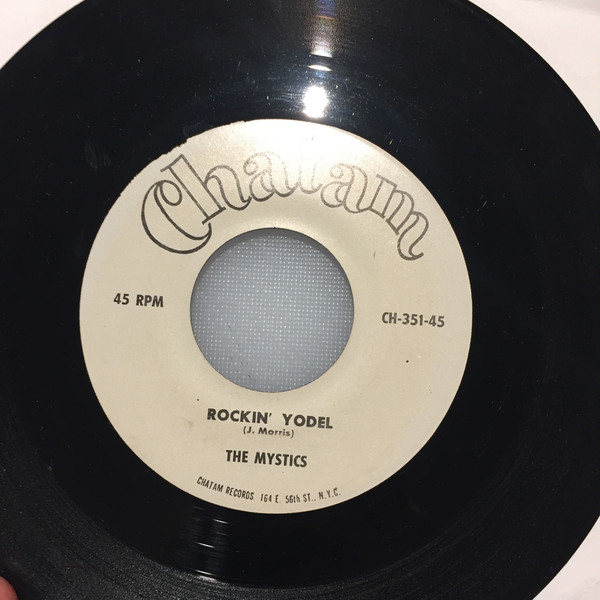 Chatam
45 RPM
CH-351-45
ROCKIN' YODEL
(J. Morris)
THE MYSTICS
CHATAM RECORDS 164 E. 56th ST., N.Y.C.